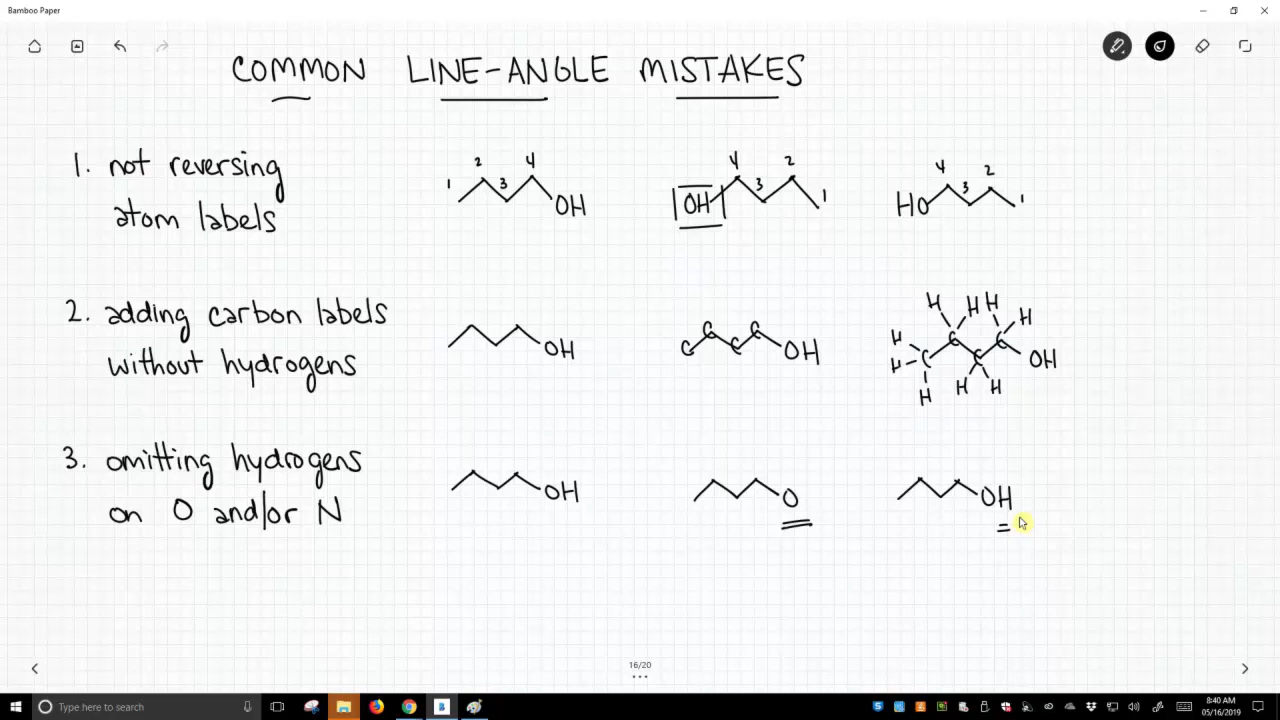 Bamboo Paper
COMMON LINE-ANGLE MISTAKES
1. not reversing
atom labels
1 2 3 4 OH
OH 4 3 2 1
HO 4 3 2 1
2. adding carbon labels
without hydrogens
OH
C C C C OH
H H H H H
H C C C C OH
H H H
3. omitting hydrogens
on O and/or N
OH
O
OH
16/20
Type here to search
8:40 AM
05/16/2019